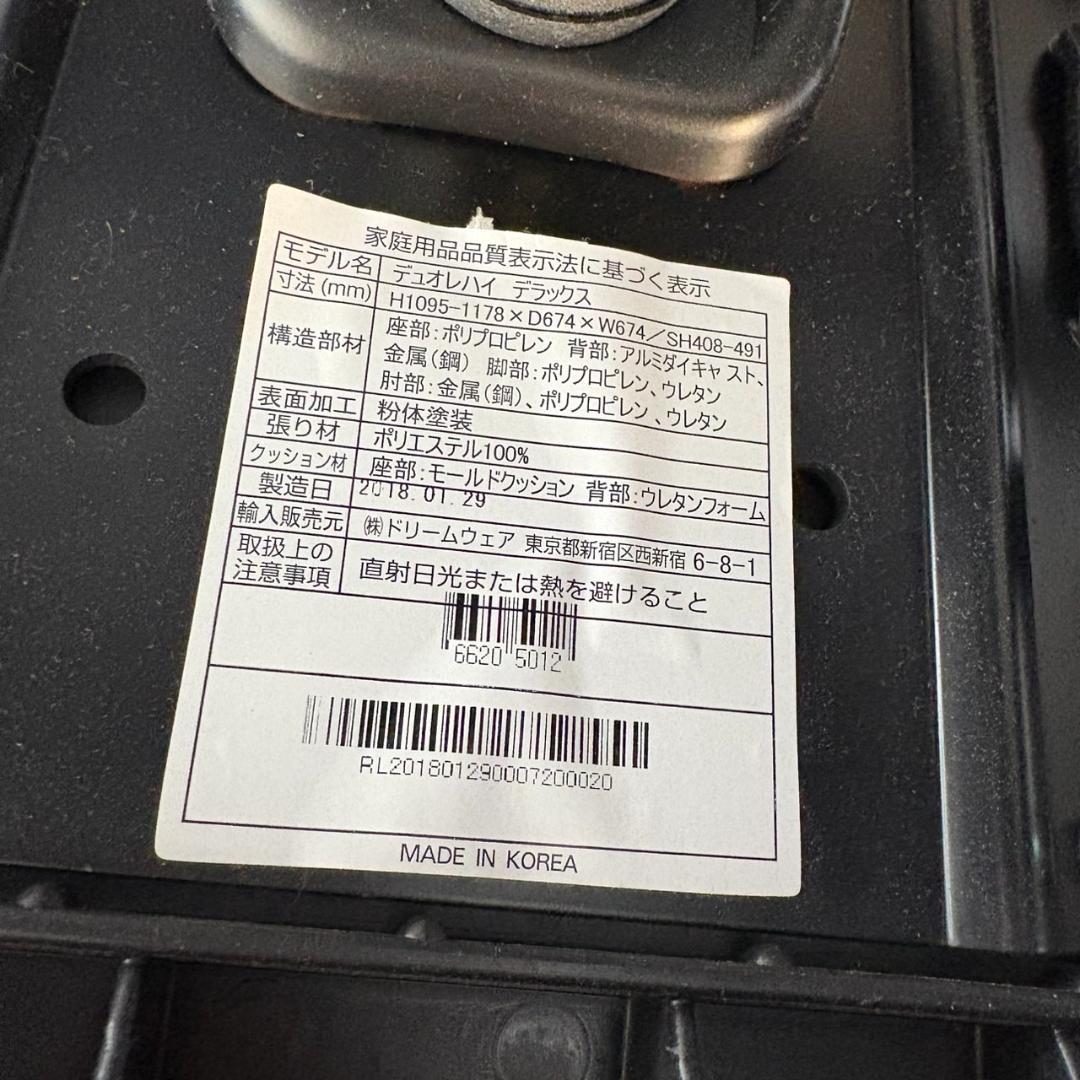 家庭用品品質表示法に基づく表示
モデル名 デュオレハイ デラックス
寸法(mm) H1095-1178×D674×W674/SH408-491
構造部材 座部:ポリプロピレン 背部:アルミダイキャスト、
金属(鋼) 脚部:ポリプロピレン、ウレタン
肘部:金属(鋼)、ポリプロピレン、ウレタン
表面加工 粉体塗装
張り材 ポリエステル100%
クッション材 座部:モールドクッション 背部:ウレタンフォーム
製造日 2018.01.29
輸入販売元 ㈱ドリームウェア 東京都新宿区西新宿 6-8-1
取扱上の
注意事項 直射日光または熱を避けること
6620 5012
RL201801290007200020
MADE IN KOREA